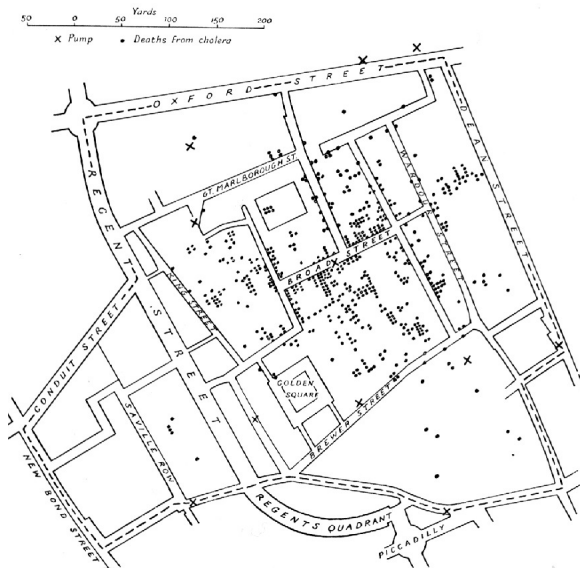 Yards
50 0 50 100 150 200
x Pump • Deaths from cholera
OXFORD STREET
REGENT STREET
GT. MARLBOROUGH ST.
WARDOUR STREET
DEAN STREET
BROAD STREET
KING STREET
CONDUIT STREET
GOLDEN
SQUARE
SAVILLE ROW
BREWER STREET
NEW BOND STREET
REGENTS QUADRANT
PICCADILLY